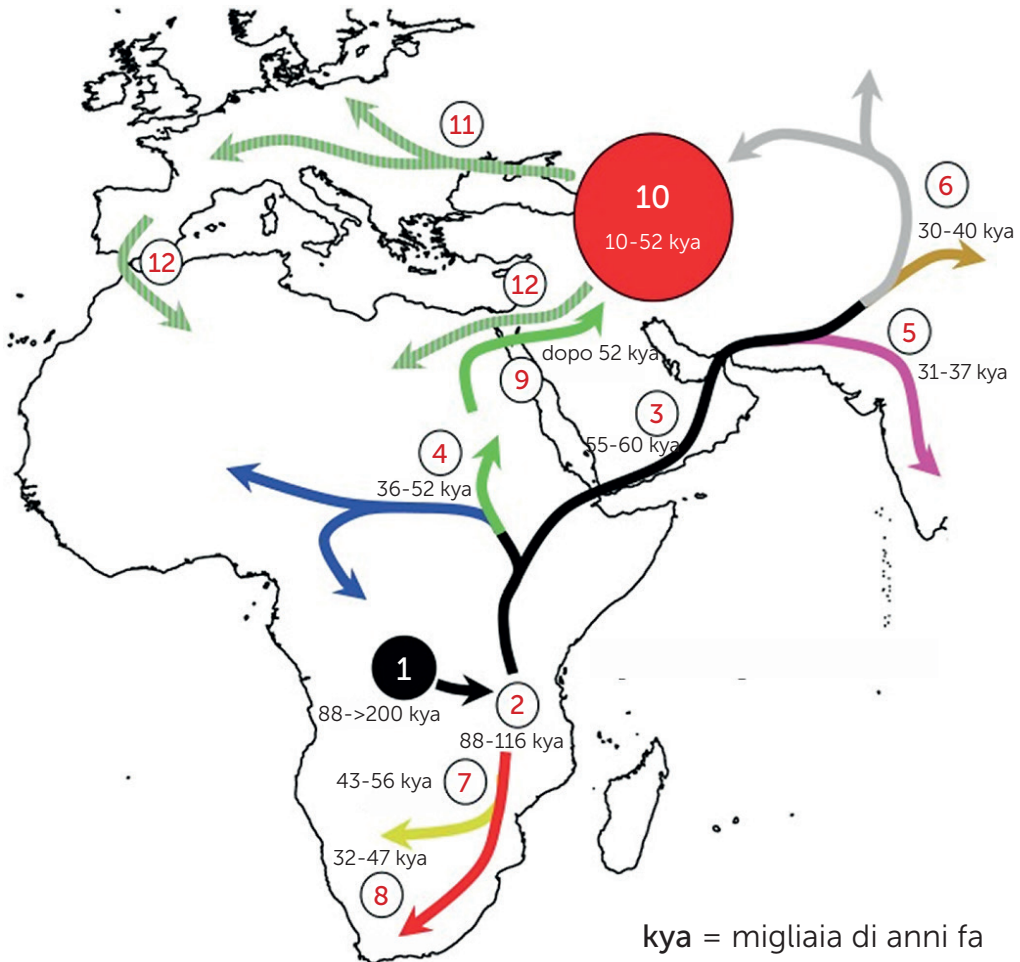 11
10
10-52 kya
6
30-40 kya
12
12
5
31-37 kya
dopo 52 kya
9
3
55-60 kya
4
36-52 kya
1
88->200 kya
2
88-116 kya
43-56 kya
7
32-47 kya
8
kya = migliaia di anni fa